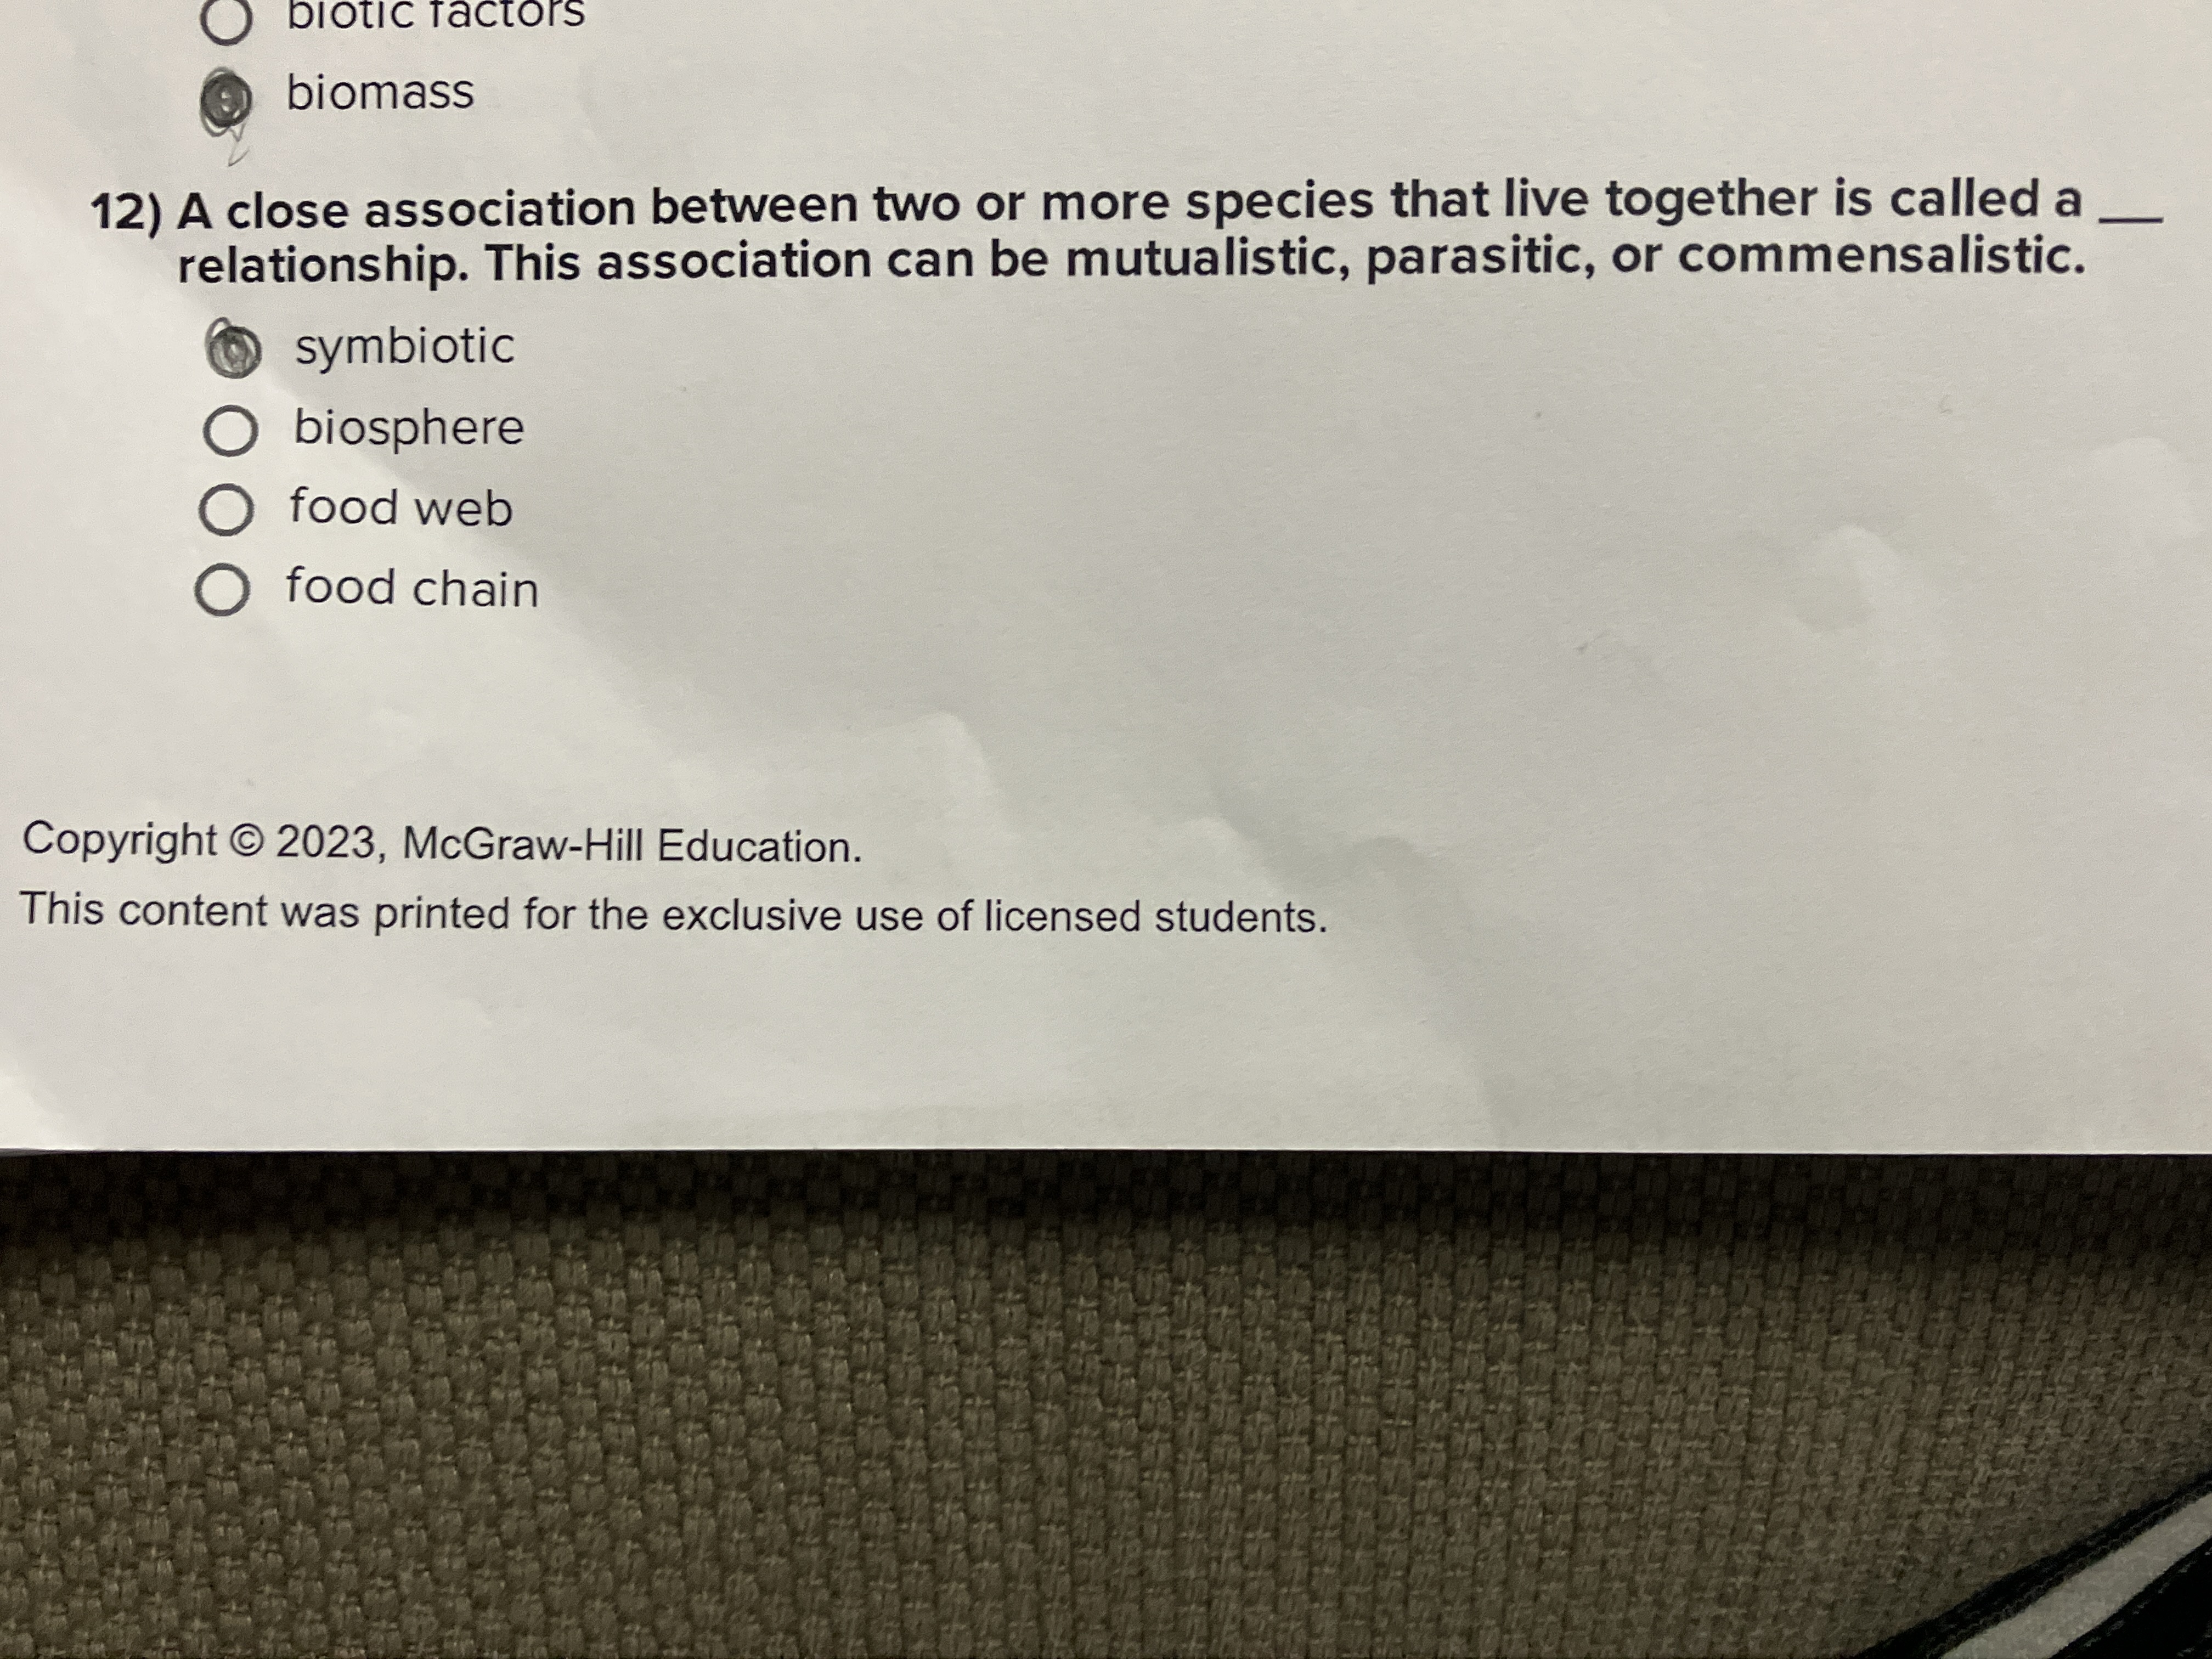 biotic factors
biomass
12) A close association between two or more species that live together is called a __
relationship. This association can be mutualistic, parasitic, or commensalistic.
symbiotic
biosphere
food web
food chain
Copyright © 2023, McGraw-Hill Education.
This content was printed for the exclusive use of licensed students.